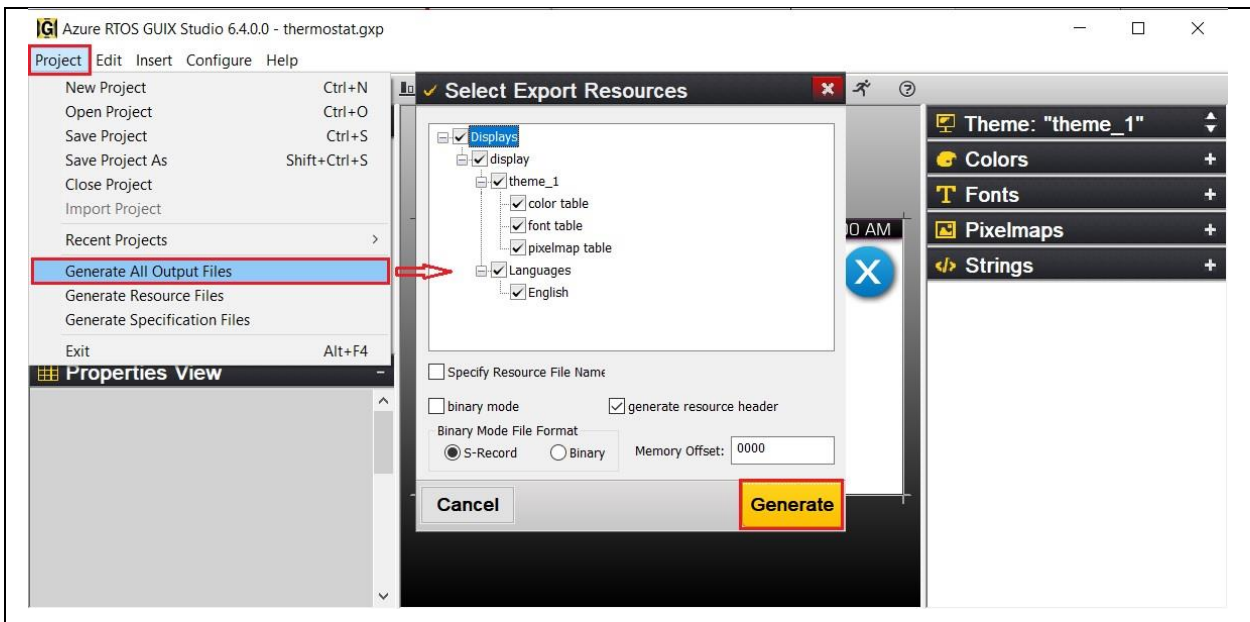 Azure RTOS GUIX Studio 6.4.0.0 - thermostat.gxp
Project Edit Insert Configure Help
New Project Ctrl+N
Open Project Ctrl+O
Save Project Ctrl+S
Save Project As Shift+Ctrl+S
Close Project
Import Project
Recent Projects
Generate All Output Files
Generate Resource Files
Generate Specification Files
Exit Alt+F4
Properties View
Select Export Resources
Displays
display
theme_1
color table
font table
pixelmap table
Languages
English
Specify Resource File Name
binary mode
generate resource header
Binary Mode File Format
S-Record
Binary
Memory Offset: 0000
Cancel
Generate
AM
X
Theme: "theme_1"
Colors
Fonts
Pixelmaps
Strings